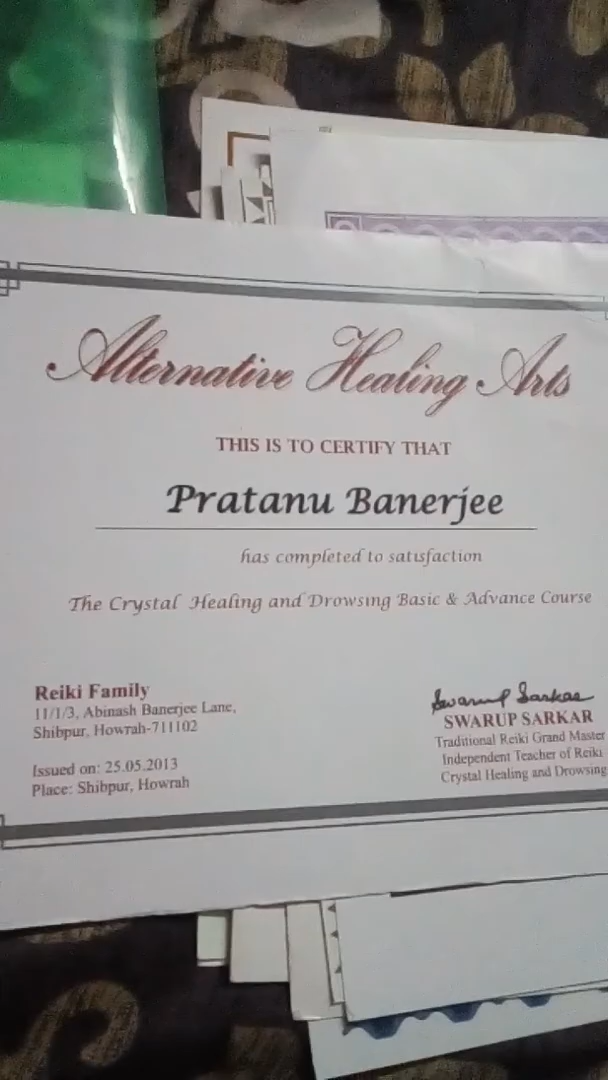 Alternative Healing Arts
THIS IS TO CERTIFY THAT
Pratanu Banerjee
has completed to satisfaction
The Crystal Healing and Drowsing Basic & Advance Course
Reiki Family
11/1/3, Abinash Banerjee Lane,
Shibpur, Howrah-711102
Issued on: 25.05.2013
Place: Shibpur, Howrah
Swarup Sarkar
SWARUP SARKAR
Traditional Reiki Grand Master
Independent Teacher of Reiki
Crystal Healing and Drowsing